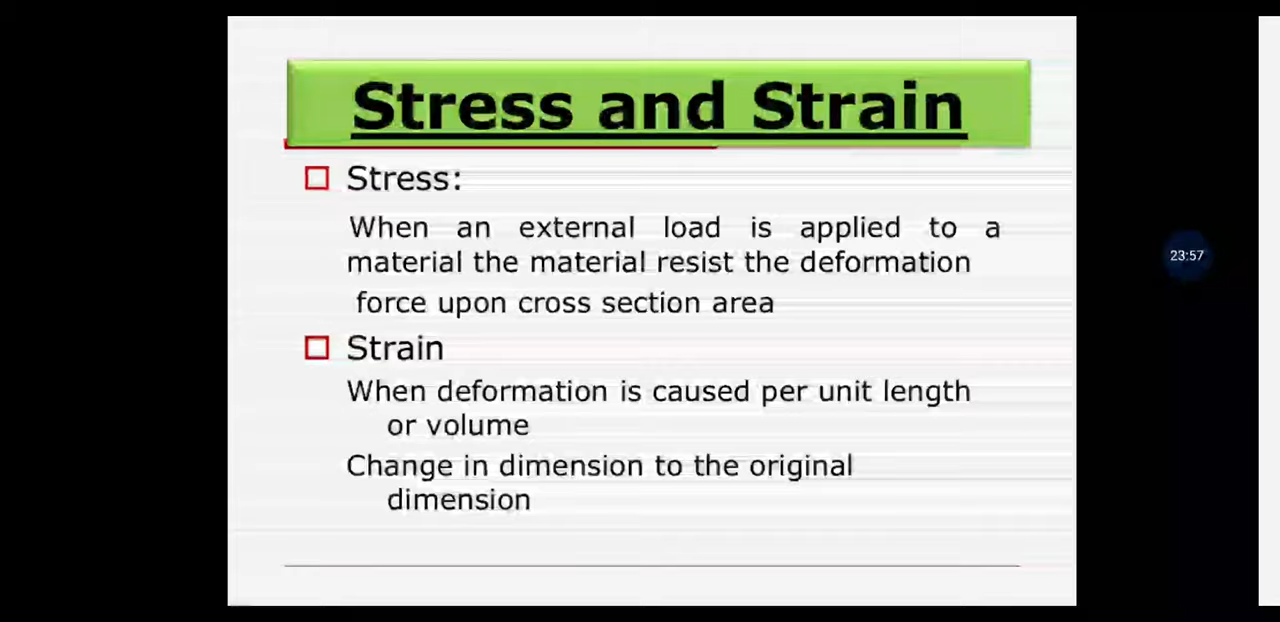 Stress and Strain
Stress:
When an external load is applied to a
material the material resist the deformation
force upon cross section area
Strain
When deformation is caused per unit length
or volume
Change in dimension to the original
dimension
23:57